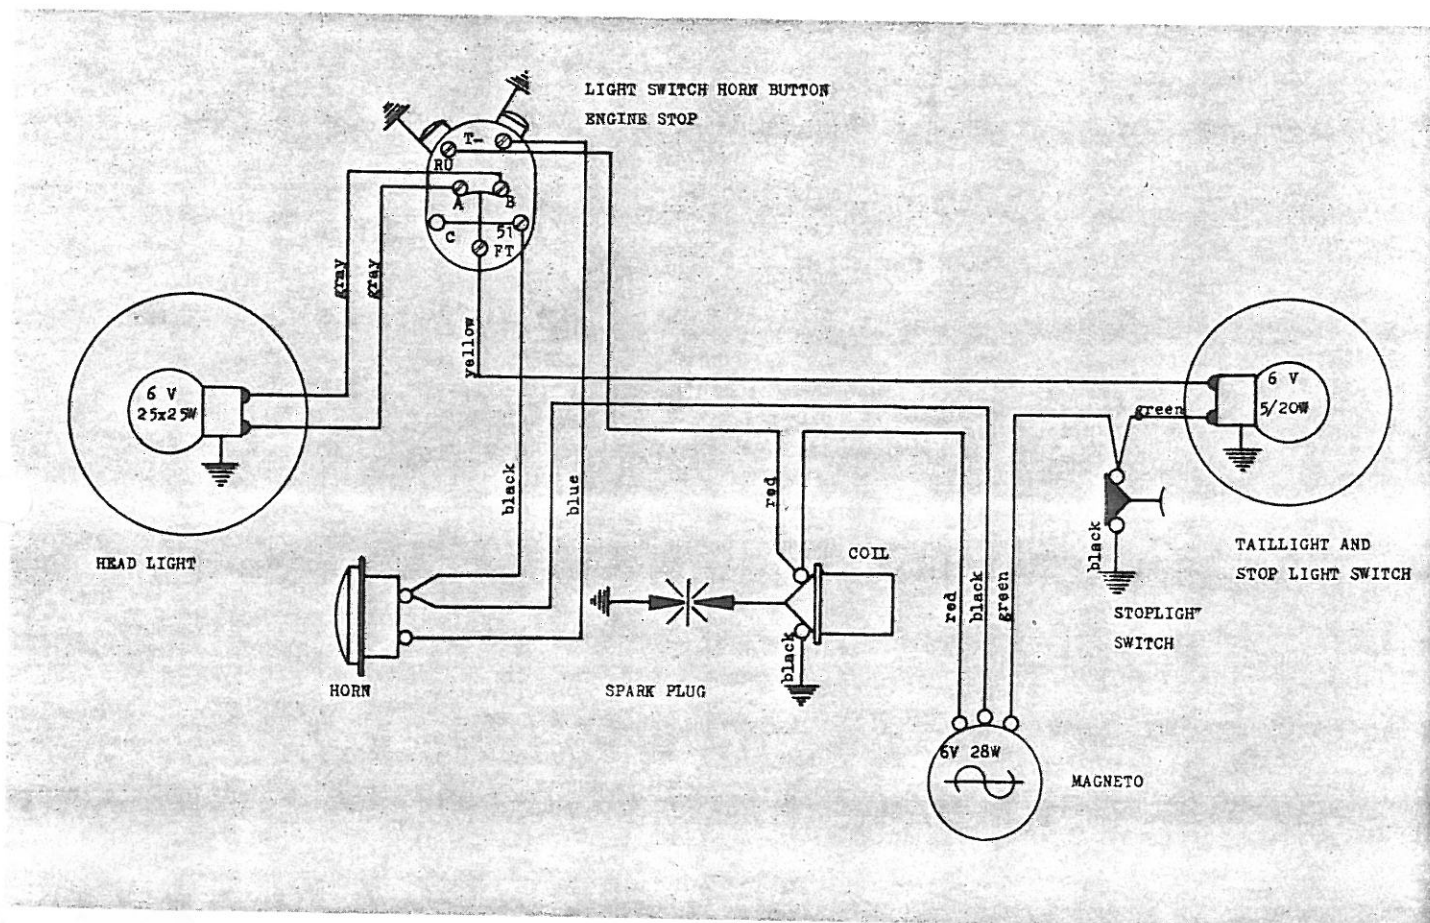 LIGHT SWITCH HORN BUTTON
ENGINE STOP
T-
RU
A
B
C
51
FT
gray
gray
yellow
black
blue
6 V
25x25W
HEAD LIGHT
HORN
SPARK PLUG
red
COIL
black
red
black
green
6V 28W
MAGNETO
green
black
STOPLIGHT
SWITCH
6 V
5/20W
TAILLIGHT AND
STOP LIGHT SWITCH